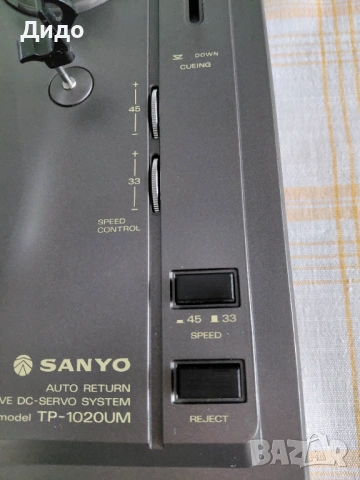 Дидо
DOWN
CUEING
+
45
-
+
33
-
SPEED
CONTROL
45 33
SPEED
SANYO
AUTO RETURN
VE DC-SERVO SYSTEM
model TP-1020UM
REJECT
BAZAR